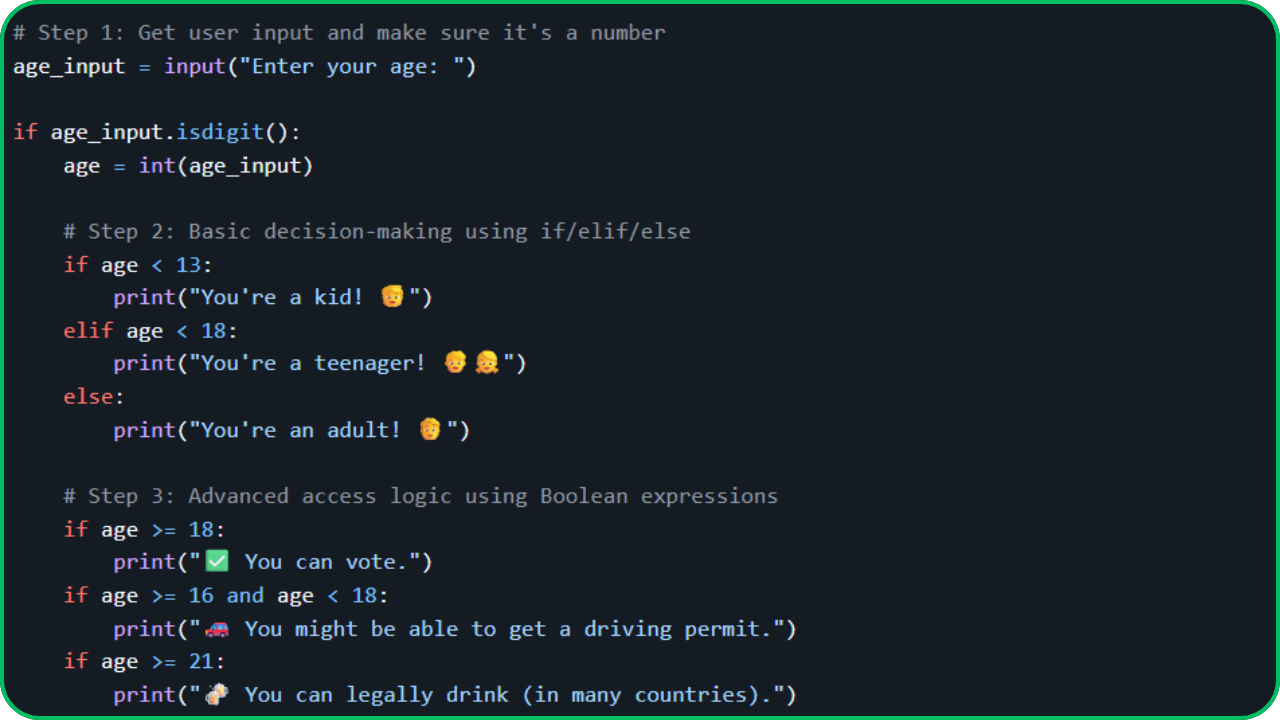 # Step 1: Get user input and make sure it's a number
age_input = input("Enter your age: ")

if age_input.isdigit():
    age = int(age_input)

    # Step 2: Basic decision-making using if/elif/else
    if age < 13:
        print("You're a kid! 🧒")
    elif age < 18:
        print("You're a teenager! 👦👧")
    else:
        print("You're an adult! 🧑")

    # Step 3: Advanced access logic using Boolean expressions
    if age >= 18:
        print("✅ You can vote.")
    if age >= 16 and age < 18:
        print("🚗 You might be able to get a driving permit.")
    if age >= 21:
        print("🍻 You can legally drink (in many countries).")